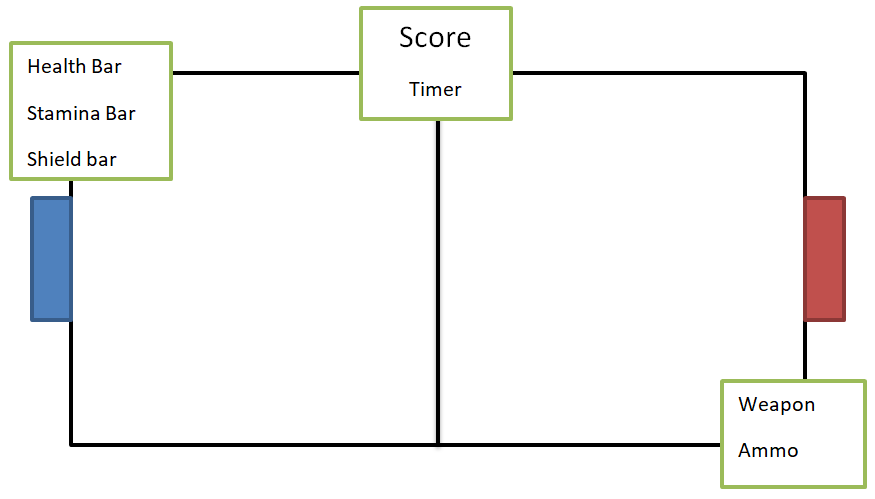 Score
Timer
Health Bar
Stamina Bar
Shield bar
Weapon
Ammo